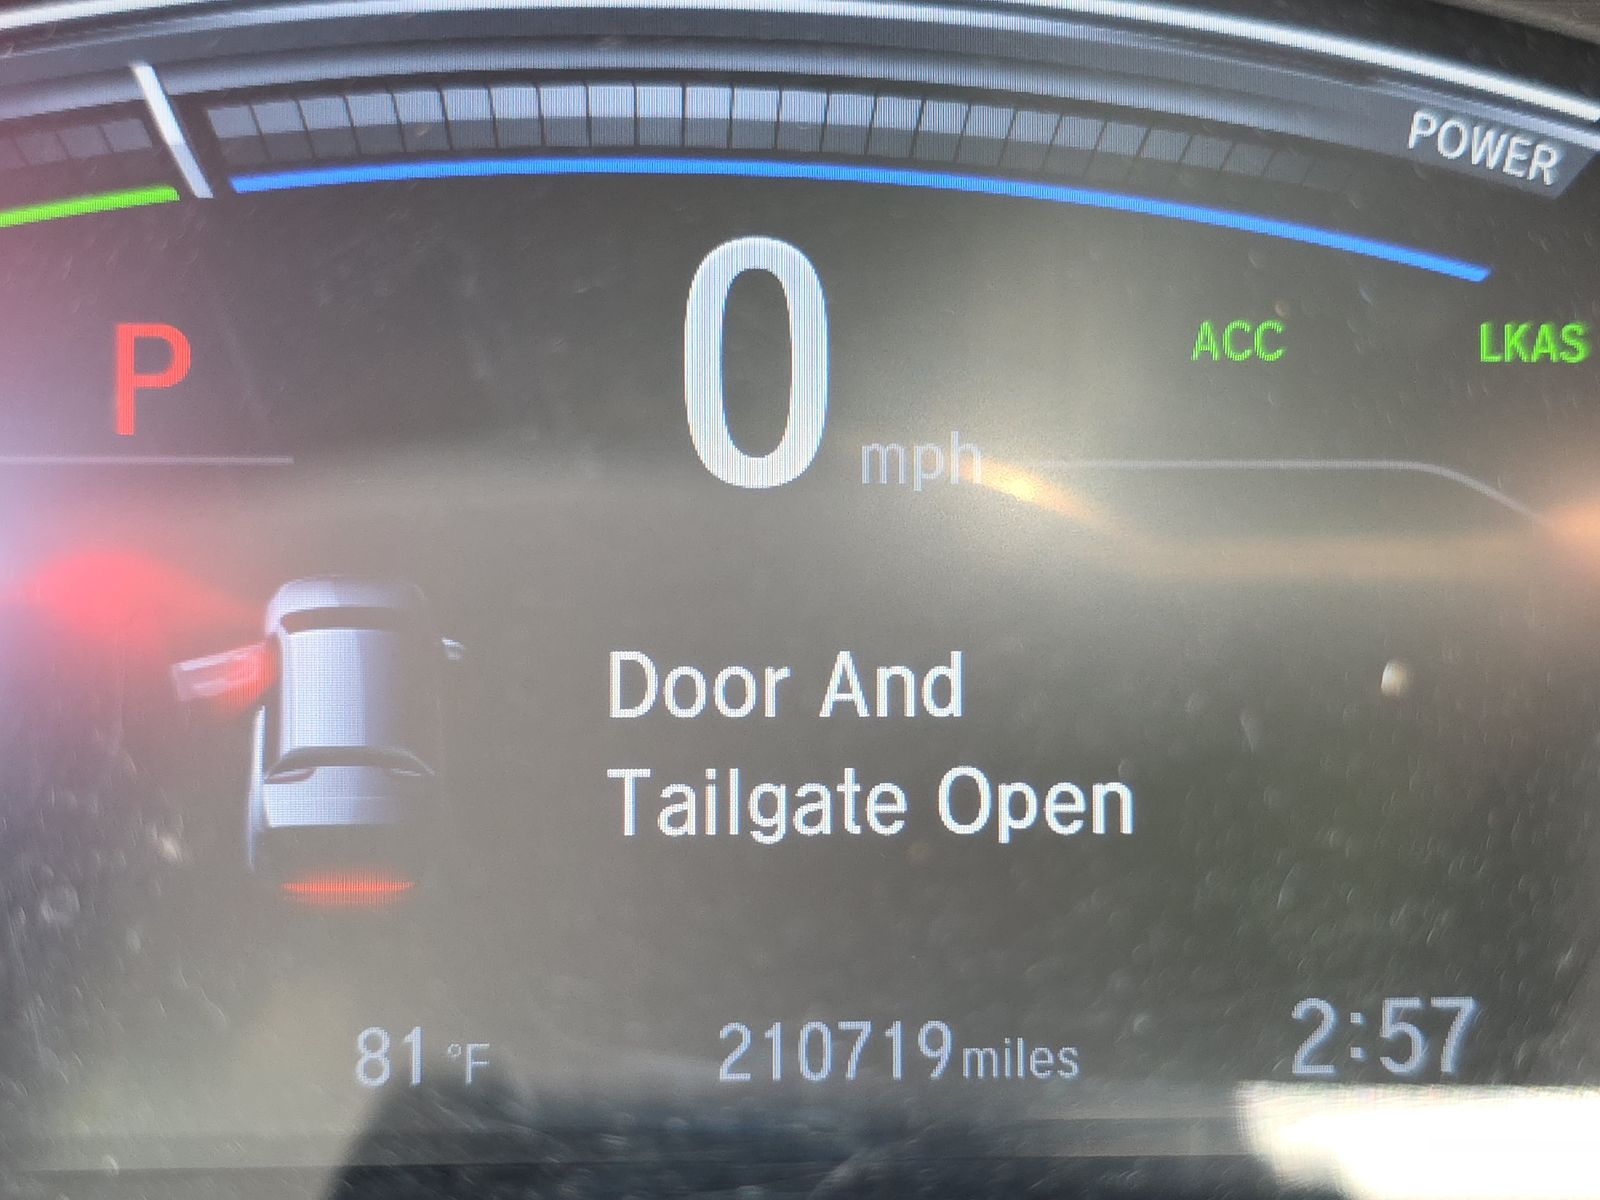 POWER
P
0 mph
ACC
LKAS
Door And
Tailgate Open
81 °F
210719 miles
2:57